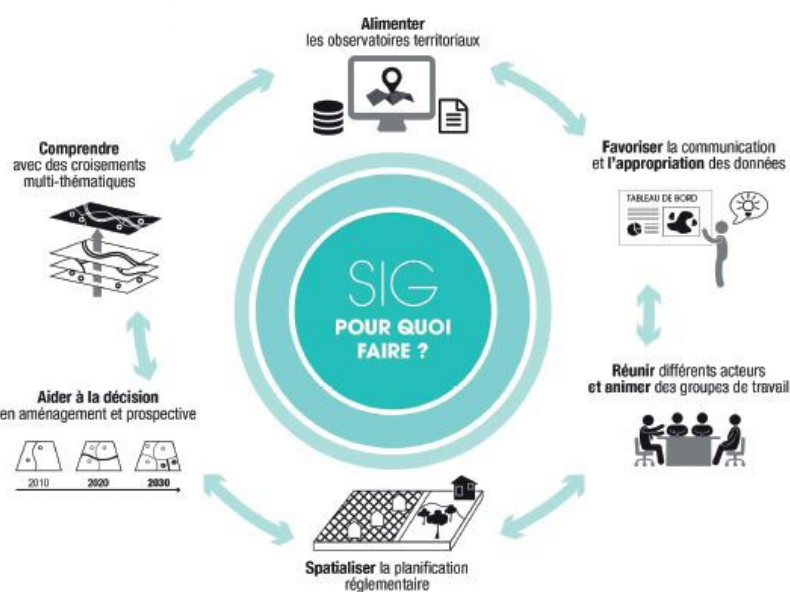 Alimenter
les observatoires territoriaux
Comprendre
avec des croisements
multi-thématiques
Favoriser la communication
et l'appropriation des données
TABLEAU DE BORD
SIG
POUR QUOI
FAIRE ?
Aider à la décision
en aménagement et prospective
2010 2020 2030
Réunir différents acteurs
et animer des groupes de travail
Spatialiser la planification
réglementaire